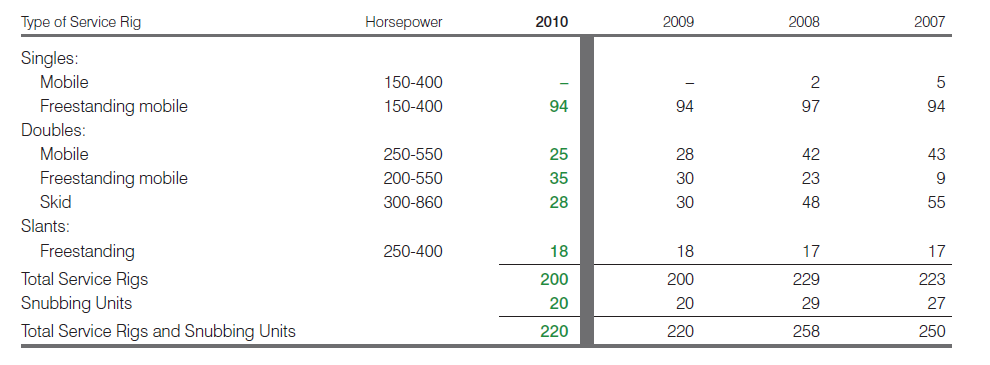 Type of Service Rig Horsepower 2010 2009 2008 2007
Singles:
Mobile 150-400 – – 2 5
Freestanding mobile 150-400 94 94 97 94
Doubles:
Mobile 250-550 25 28 42 43
Freestanding mobile 200-550 35 30 23 9
Skid 300-860 28 30 48 55
Slants:
Freestanding 250-400 18 18 17 17
Total Service Rigs 200 200 229 223
Snubbing Units 20 20 29 27
Total Service Rigs and Snubbing Units 220 220 258 250